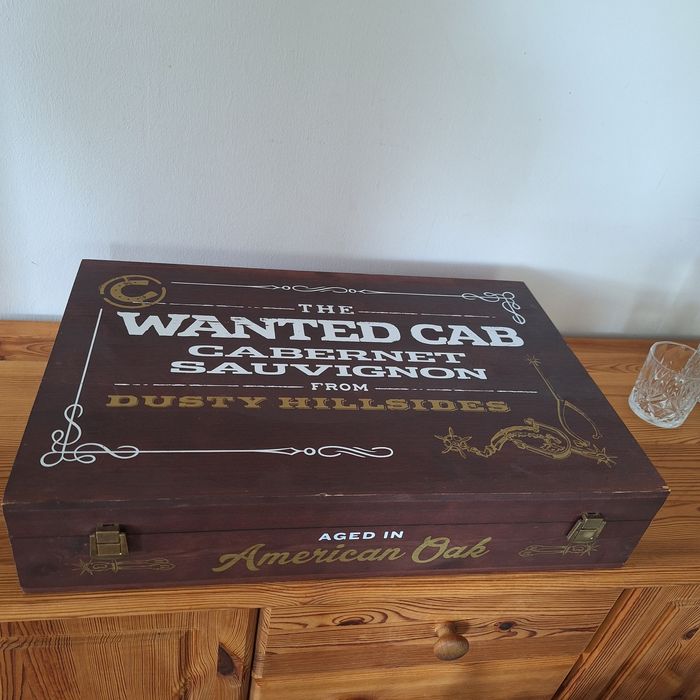 THE
WANTED CAB
CABERNET
SAUVIGNON
FROM
DUSTY HILLSIDES
AGED IN
American Oak